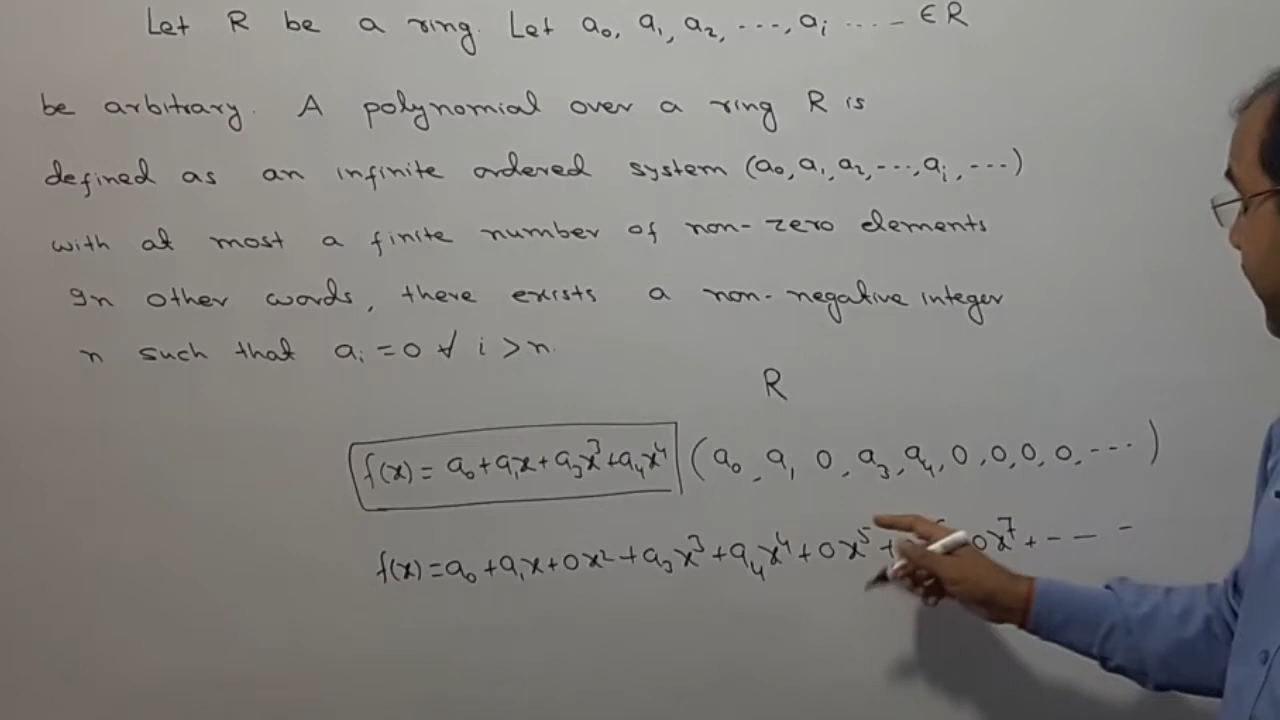 Let R be a ring. Let a₀, a₁, a₂, ---, aᵢ ---- ∈ R
be arbitrary. A polynomial over a ring R is
defined as an infinite ordered system (a₀, a₁, a₂, ---, aᵢ, ---)
with at most a finite number of non-zero elements
In other words, there exists a non-negative integer
n such that aᵢ = 0 ∀ i > n.
R
f(x) = a₀ + a₁x + a₃x³ + a₄x⁴ (a₀, a₁, 0, a₃, a₄, 0, 0, 0, 0, ---)
f(x) = a₀ + a₁x + 0x² + a₃x³ + a₄x⁴ + 0x⁵ + 0x⁷ + --- -